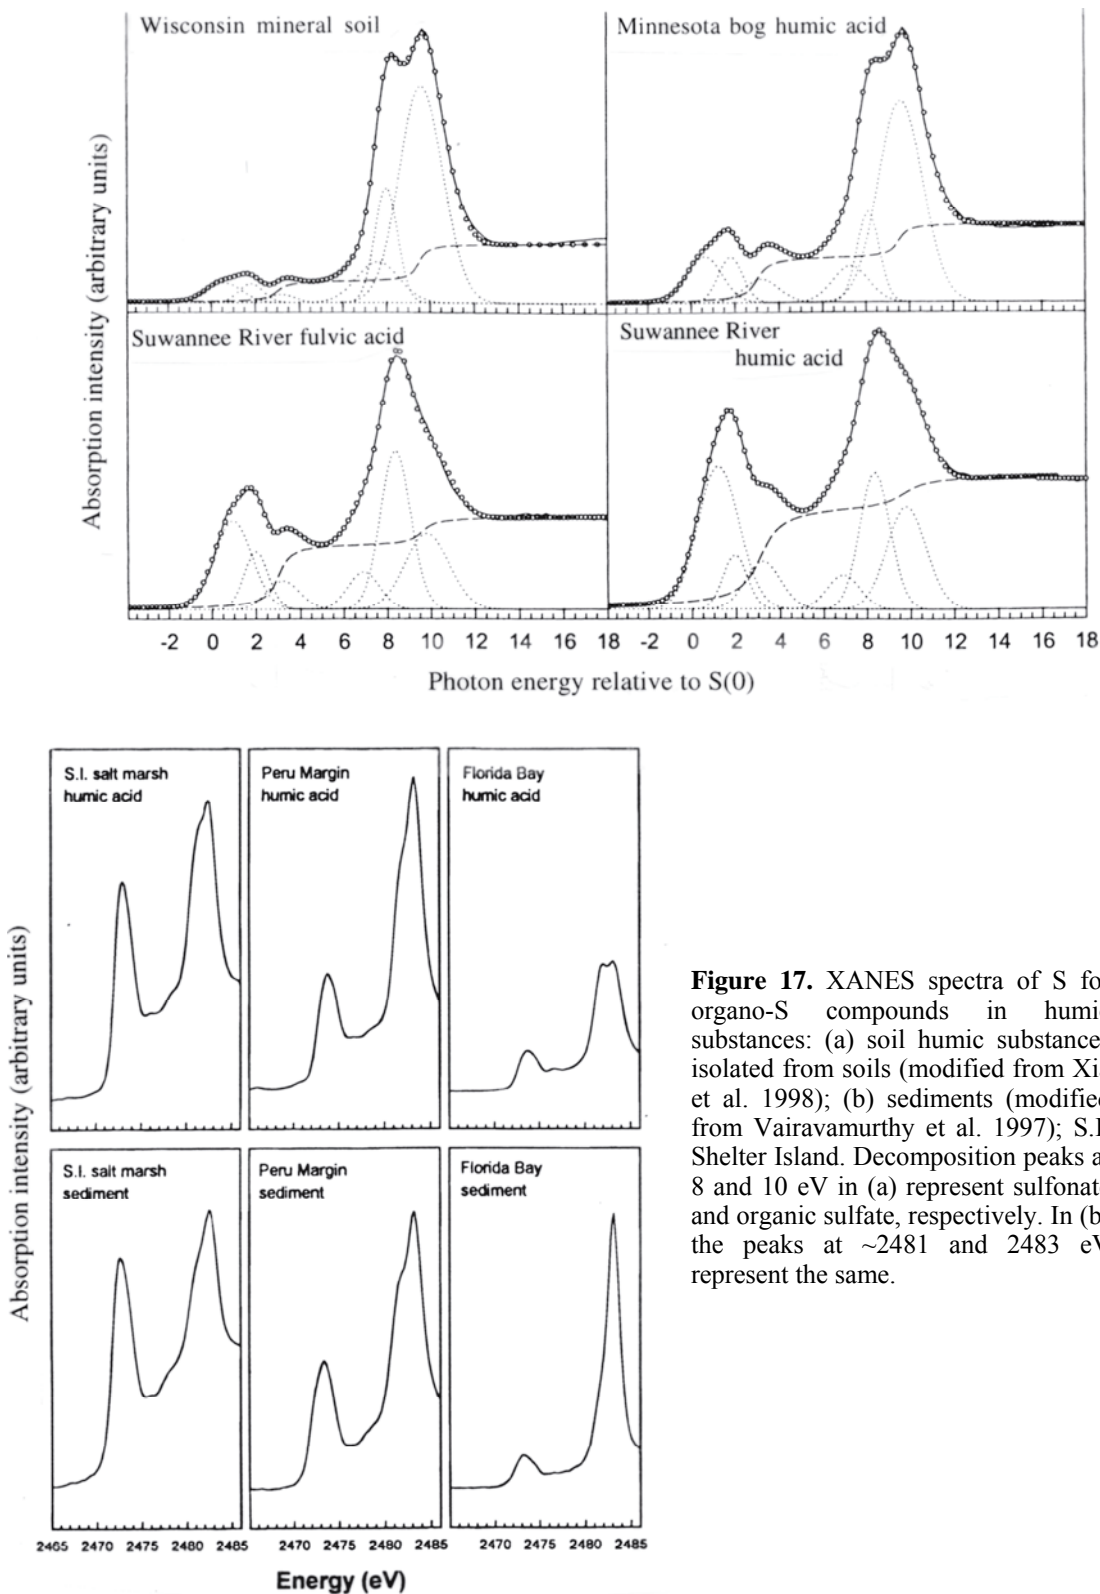 Wisconsin mineral soil
Minnesota bog humic acid
Suwannee River fulvic acid
Suwannee River
humic acid
Absorption intensity (arbitrary units)
-2 0 2 4 6 8 10 12 14 16 18
-2 0 2 4 6 8 10 12 14 16 18
Photon energy relative to S(0)
S.I. salt marsh
humic acid
Peru Margin
humic acid
Florida Bay
humic acid
S.I. salt marsh
sediment
Peru Margin
sediment
Florida Bay
sediment
Absorption intensity (arbitrary units)
2465 2470 2475 2480 2485
2470 2475 2480 2485
2470 2475 2480 2485
Energy (eV)
Figure 17. XANES spectra of S fo
organo-S compounds in humi
substances: (a) soil humic substance
isolated from soils (modified from Xi
et al. 1998); (b) sediments (modified
from Vairavamurthy et al. 1997); S.I
Shelter Island. Decomposition peaks a
8 and 10 eV in (a) represent sulfonat
and organic sulfate, respectively. In (b
the peaks at ~2481 and 2483 eV
represent the same.